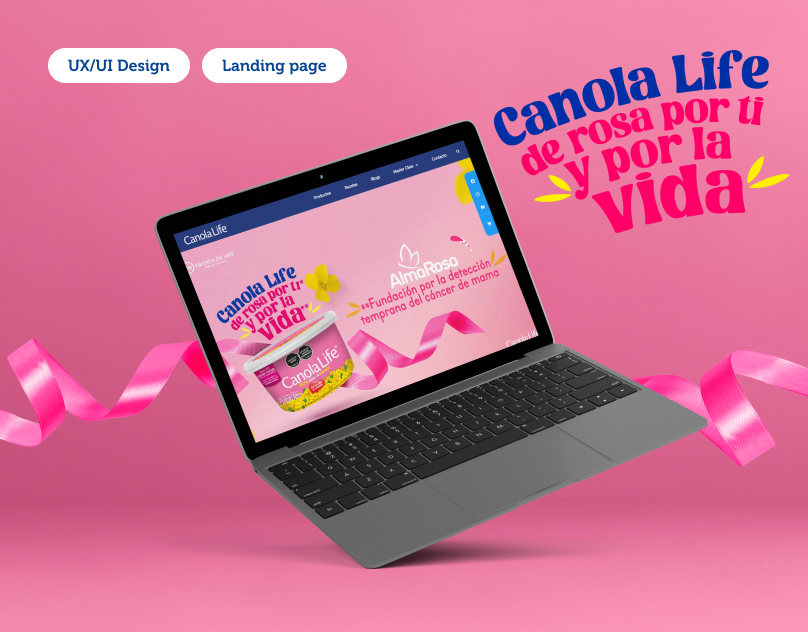 UX/UI Design
Landing page
Canola Life
de rosa por ti
y por la
vida
CanolaLife
Productos
Recetas
Blogs
Master Class
Contacto
Canola Life
de rosa por ti*
y por la
vida**
AlmaRosa
**Fundación por la detección
temprana del cáncer de mama
CanolaLife
CanolaLife